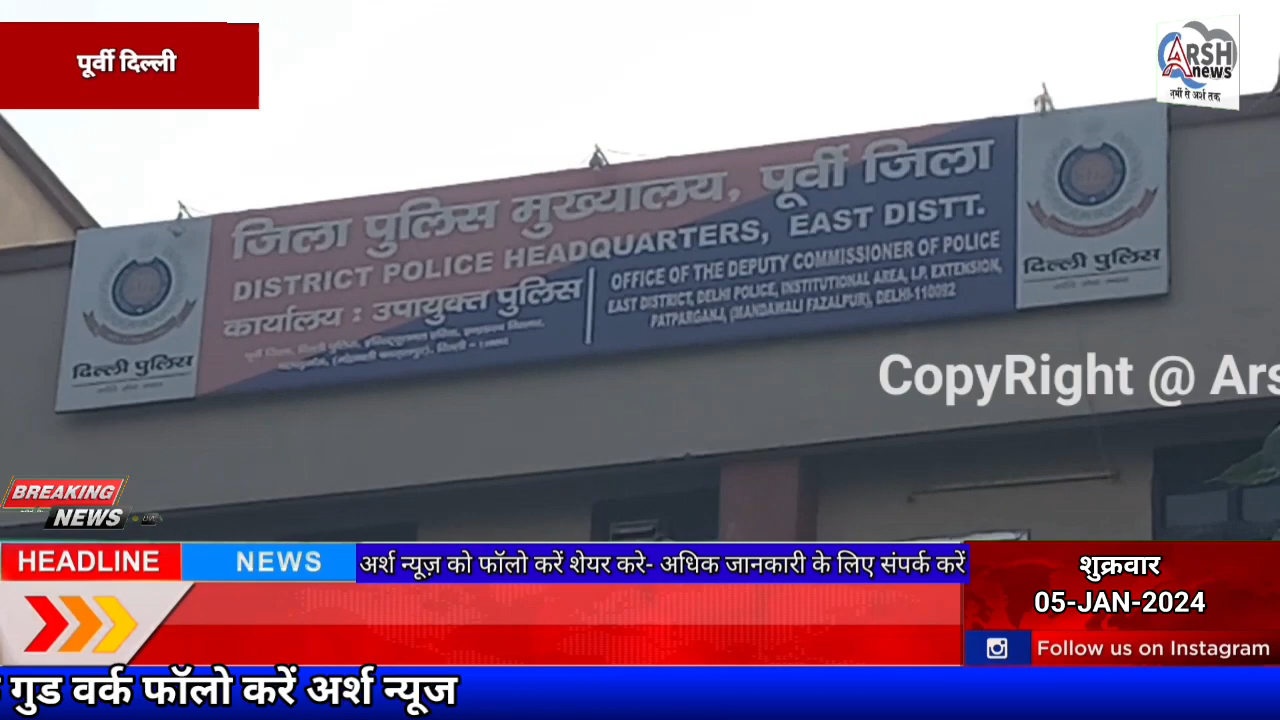 पूर्वी दिल्ली
ARSH
news
ज़मीं से अर्श तक
जिला पुलिस मुख्यालय, पूर्वी जिला
DISTRICT POLICE HEADQUARTERS, EAST DISTT.
कार्यालय : उपायुक्त पुलिस
OFFICE OF THE DEPUTY COMMISSIONER OF POLICE
EAST DISTRICT, DELHI POLICE, INSTITUTIONAL AREA, I.P. EXTENSION,
PATPARGANJ, (MANDAWALI FAZALPUR), DELHI-110092
दिल्ली पुलिस
दिल्ली पुलिस
CopyRight @ Ars
BREAKING
NEWS
HEADLINE
NEWS
अर्श न्यूज़ को फॉलो करें शेयर करे- अधिक जानकारी के लिए संपर्क करें
शुक्रवार
05-JAN-2024
Follow us on Instagram
गुड वर्क फॉलो करें अर्श न्यूज